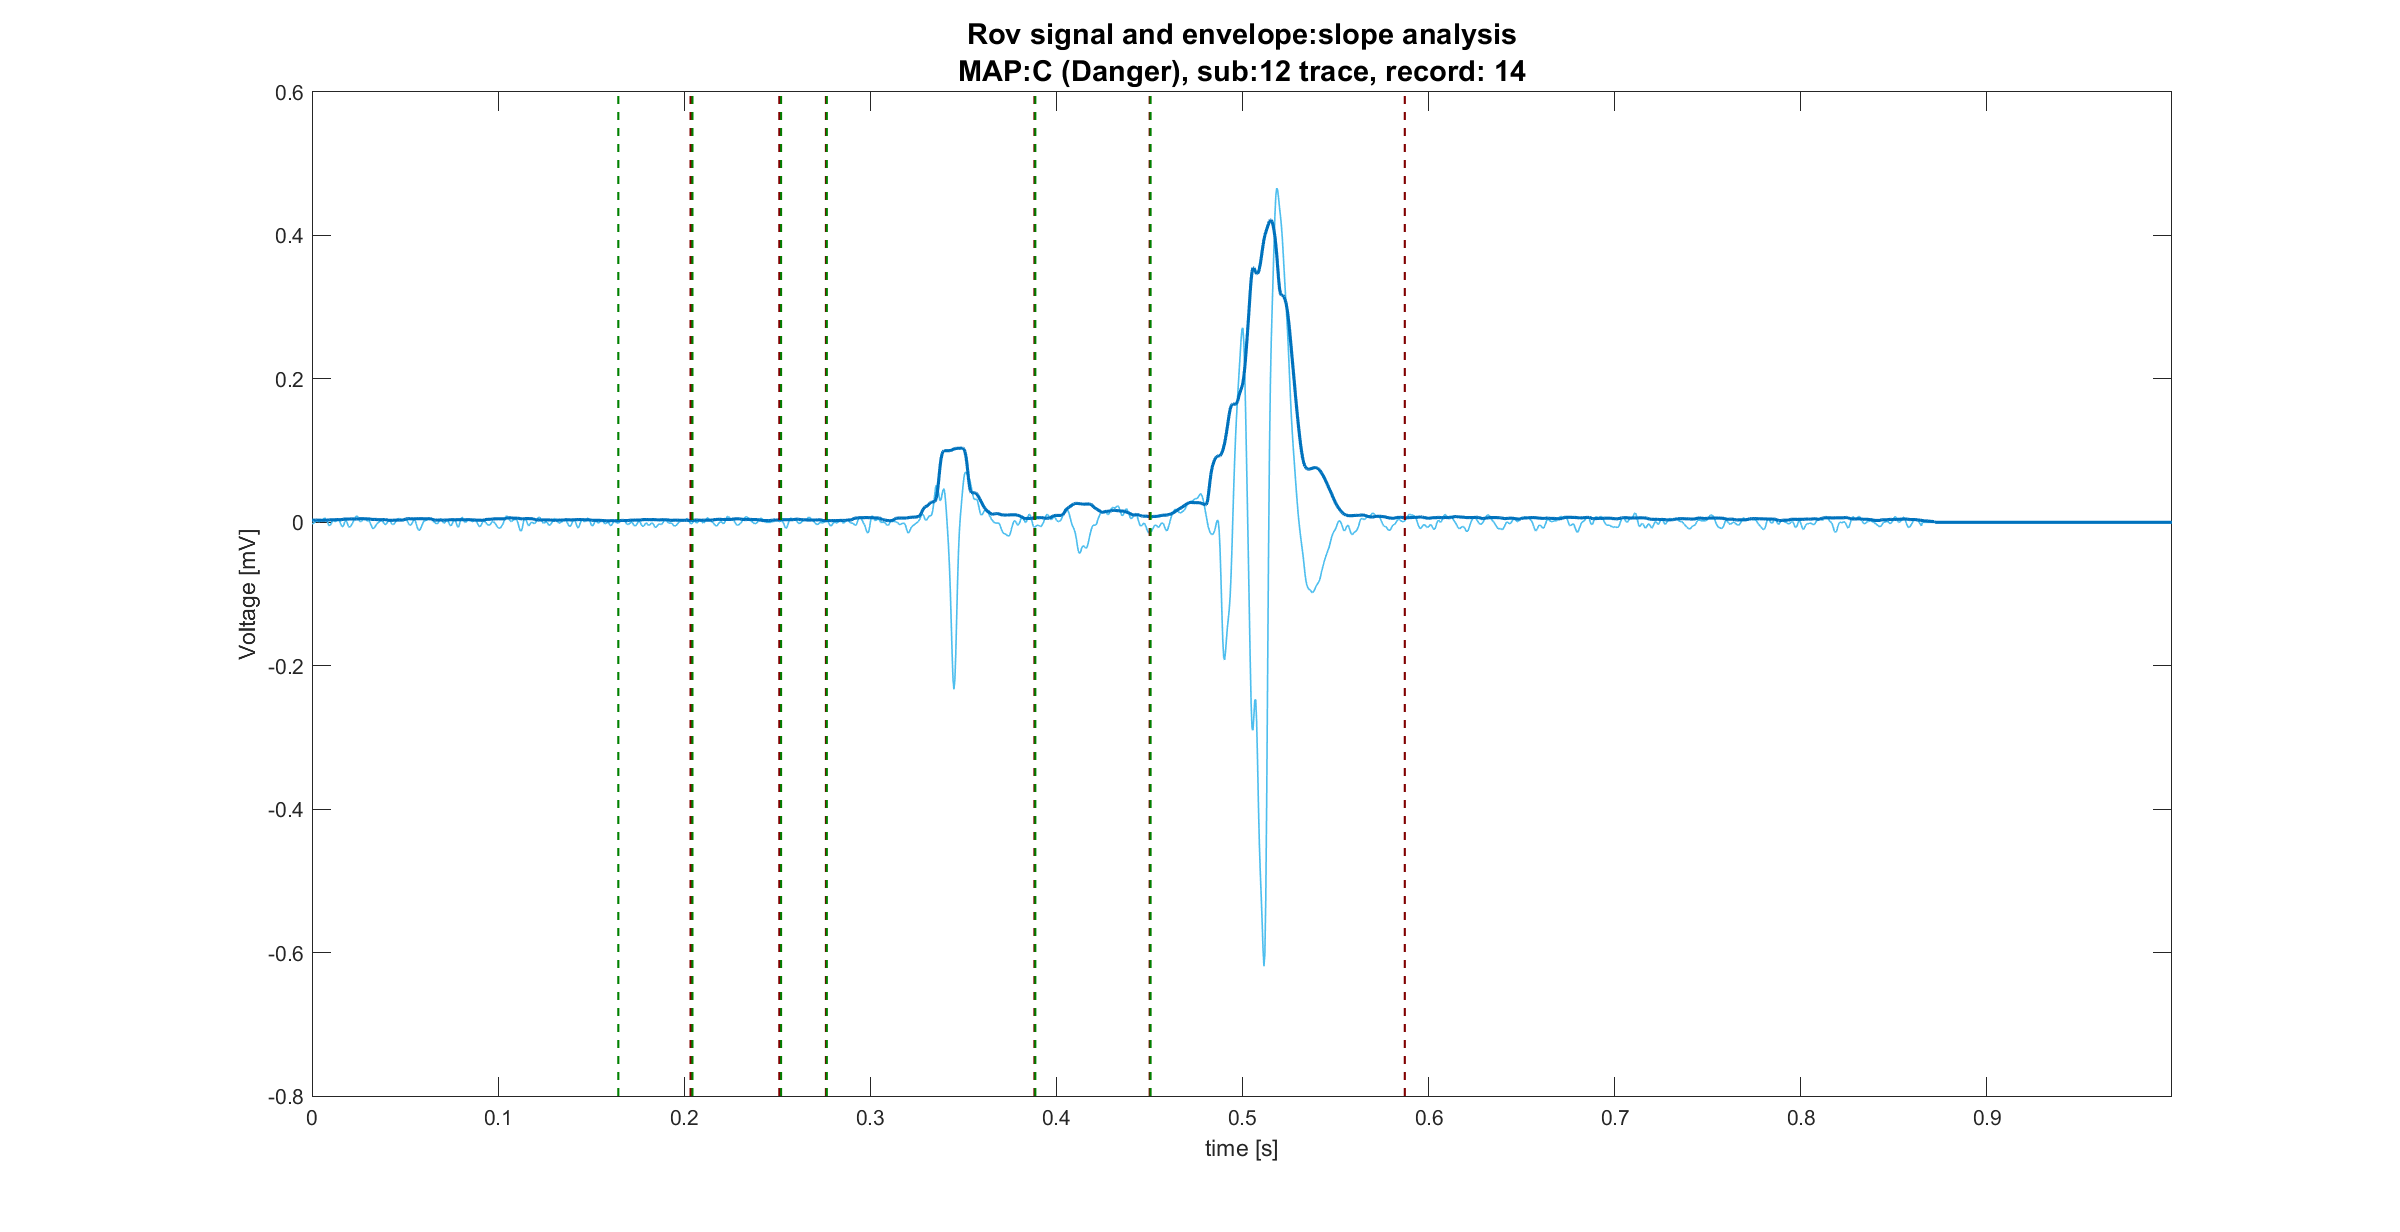 Rov signal and envelope:slope analysis
MAP:C (Danger), sub:12 trace, record: 14
0.6
0.4
0.2
0
-0.2
-0.4
-0.6
-0.8
Voltage [mV]
0 0.1 0.2 0.3 0.4 0.5 0.6 0.7 0.8 0.9
time [s]